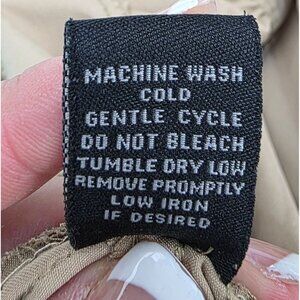 MACHINE WASH
COLD
GENTLE CYCLE
DO NOT BLEACH
TUMBLE DRY LOW
REMOVE PROMPTLY
LOW IRON
IF DESIRED